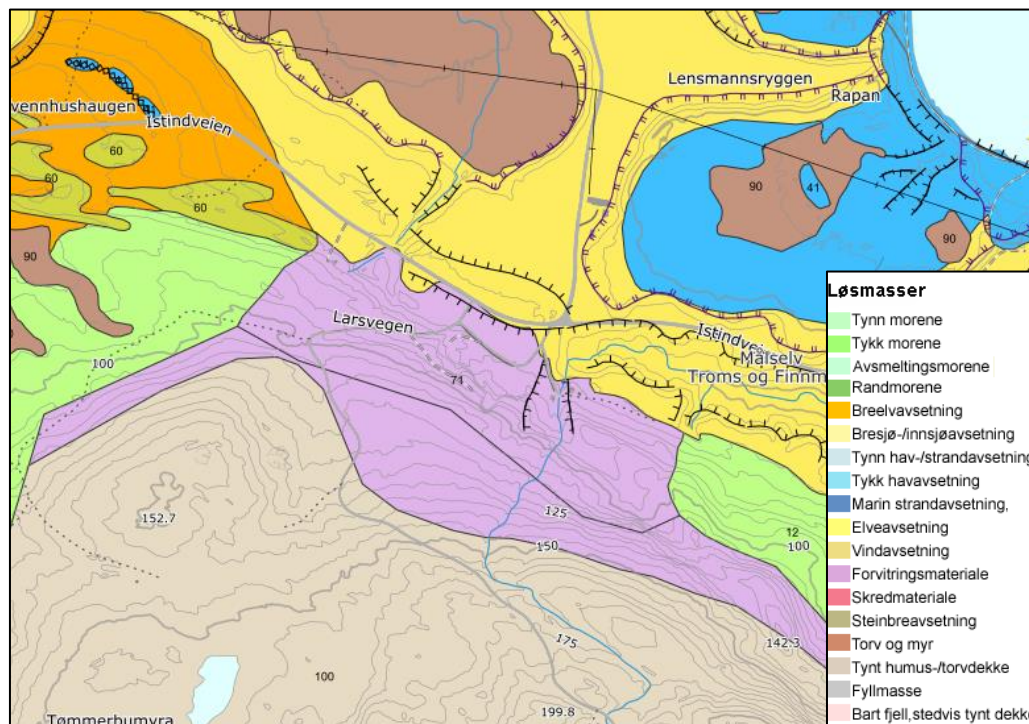 Lensmannsryggen
Rapan
vennhushaugen
Istindveien
60
60
60
90
41
90
90
Larsvegen
71
100
Istindvei
Målselv
Troms og Finnm
12
100
125
150
152.7
175
142.3
100
199.8
Tømmerhumyra
Løsmasser
Tynn morene
Tykk morene
Avsmeltingsmorene
Randmorene
Breelvavsetning
Bresjø-/innsjøavsetning
Tynn hav-/strandavsetning
Tykk havavsetning
Marin strandavsetning,
Elveavsetning
Vindavsetning
Forvitringsmateriale
Skredmateriale
Steinbreavsetning
Torv og myr
Tynt humus-/torvdekke
Fyllmasse
Bart fjell,stedvis tynt dekke